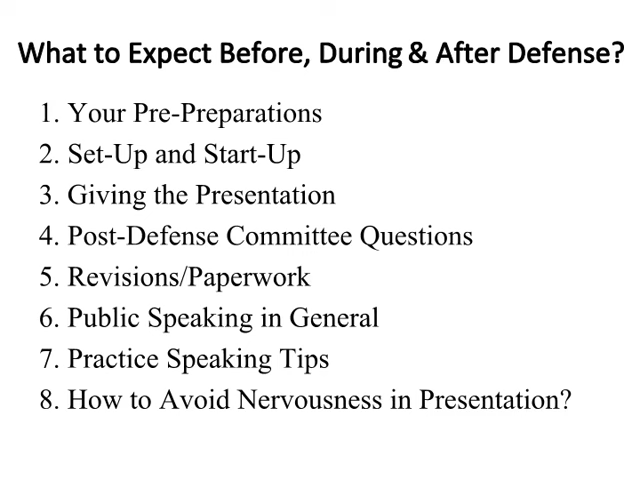 What to Expect Before, During & After Defense?
1. Your Pre-Preparations
2. Set-Up and Start-Up
3. Giving the Presentation
4. Post-Defense Committee Questions
5. Revisions/Paperwork
6. Public Speaking in General
7. Practice Speaking Tips
8. How to Avoid Nervousness in Presentation?